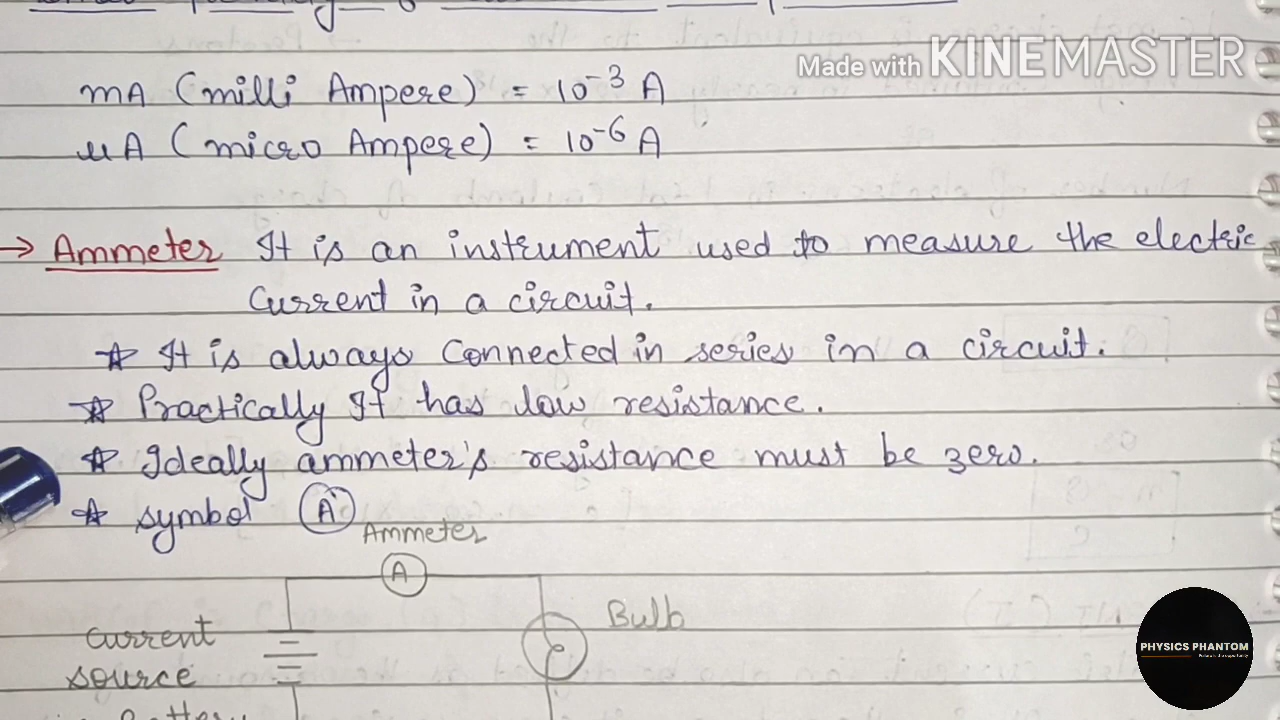 Made with KINEMASTER
mA (milli Ampere) = 10⁻³ A
μA (micro Ampere) = 10⁻⁶ A
→ Ammeter It is an instrument used to measure the electric
current in a circuit.
☆ It is always connected in series in a circuit.
☆ Practically It has low resistance.
☆ Ideally ammeter's resistance must be zero.
☆ symbol (A)
Ammeter
A
Bulb
current
source
Battery
PHYSICS PHANTOM